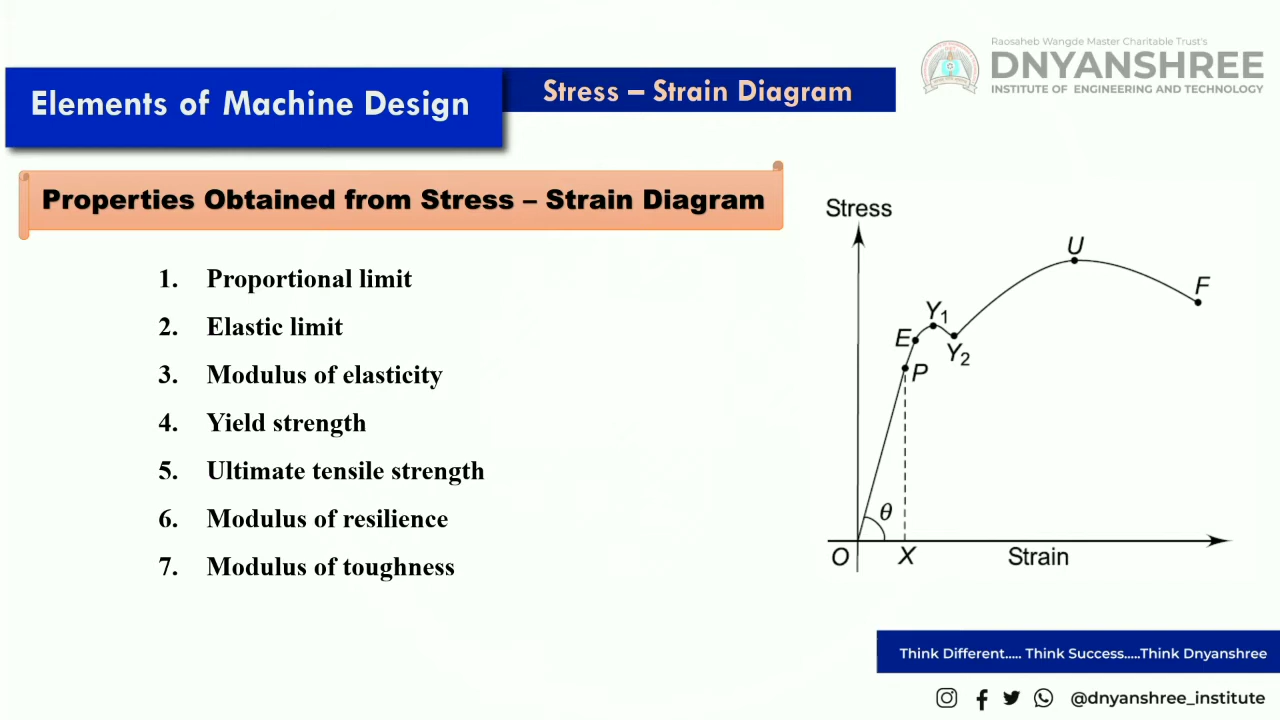 Raosaheb Wangde Master Charitable Trust's
DNYANSHREE
INSTITUTE OF ENGINEERING AND TECHNOLOGY
Elements of Machine Design
Stress – Strain Diagram
Properties Obtained from Stress – Strain Diagram
1. Proportional limit
2. Elastic limit
3. Modulus of elasticity
4. Yield strength
5. Ultimate tensile strength
6. Modulus of resilience
7. Modulus of toughness
Stress
U
F
Y1
E
Y2
P
θ
O
X
Strain
Think Different..... Think Success.....Think Dnyanshree
@dnyanshree_institute